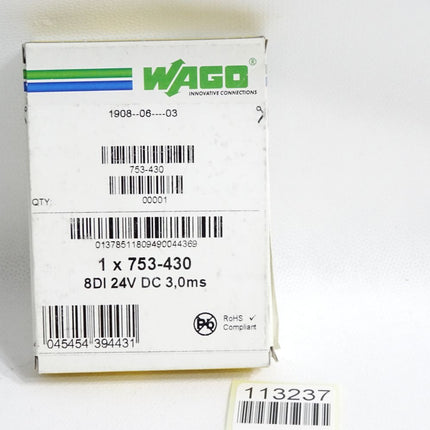 WAGO®
INNOVATIVE CONNECTIONS
1908--06----03
753-430
QTY: 00001
01378511809490044369
1 x 753-430
8DI 24V DC 3,0ms
Pb
RoHS ✓
Compliant
045454 394431
113237